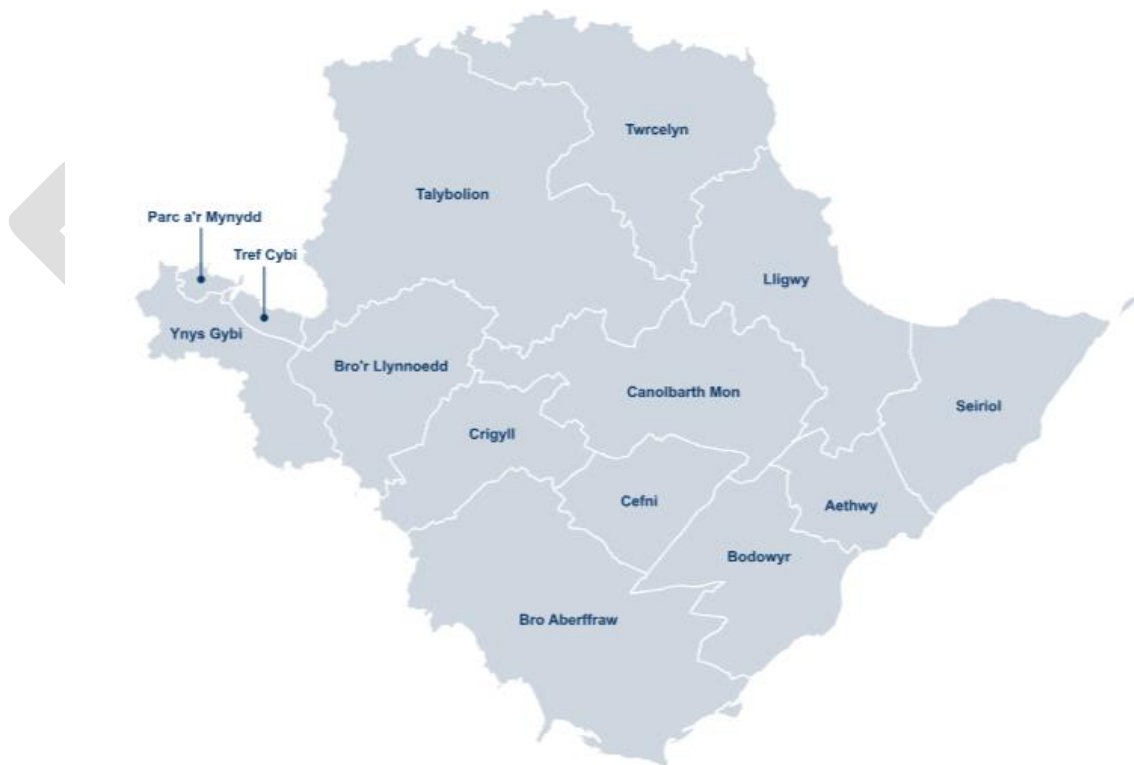 Twrcelyn
Talybolion
Parc a'r Mynydd
Tref Cybi
Lligwy
Ynys Gybi
Bro'r Llynnoedd
Canolbarth Mon
Seiriol
Crigyll
Cefni
Aethwy
Bodowyr
Bro Aberffraw